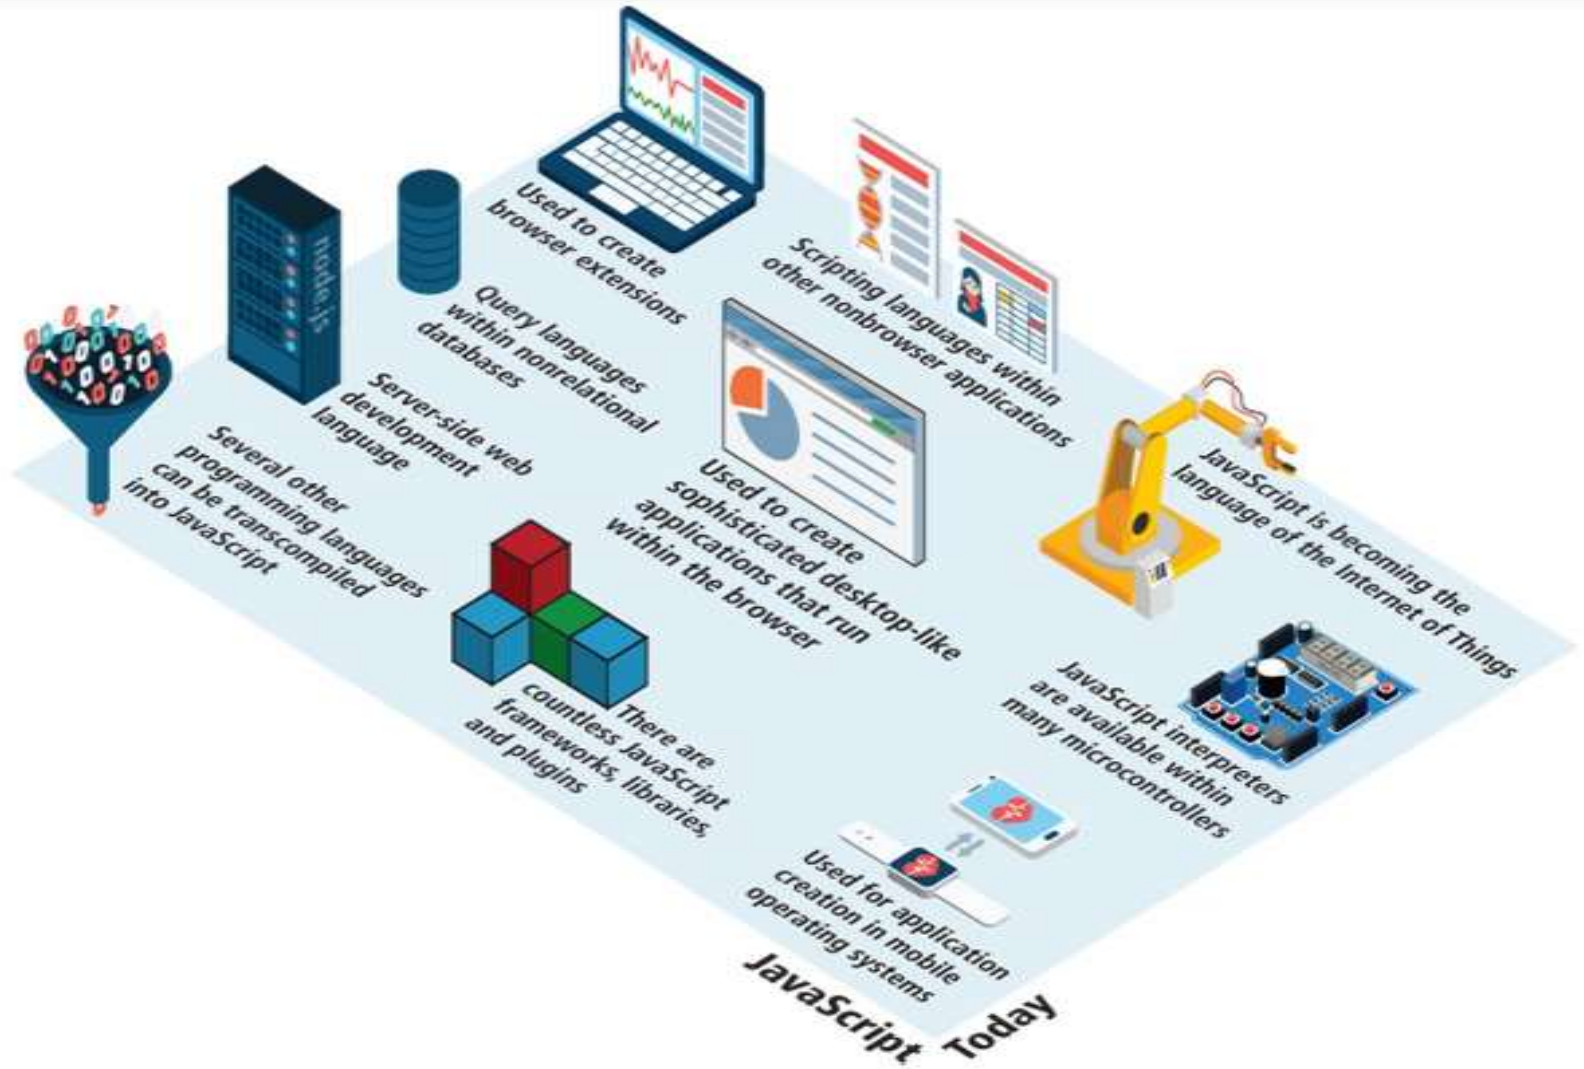 Used to create
browser extensions
Scripting languages within
other nonbrowser applications
node.js
Query languages
within nonrelational
databases
Server-side web
development
language
Several other
programming languages
can be transcompiled
into JavaScript
Used to create
sophisticated desktop-like
applications that run
within the browser
JavaScript is becoming the
language of the Internet of Things
There are
countless JavaScript
frameworks, libraries,
and plugins
JavaScript interpreters
are available within
many microcontrollers
Used for application
creation in mobile
operating systems
JavaScript
Today